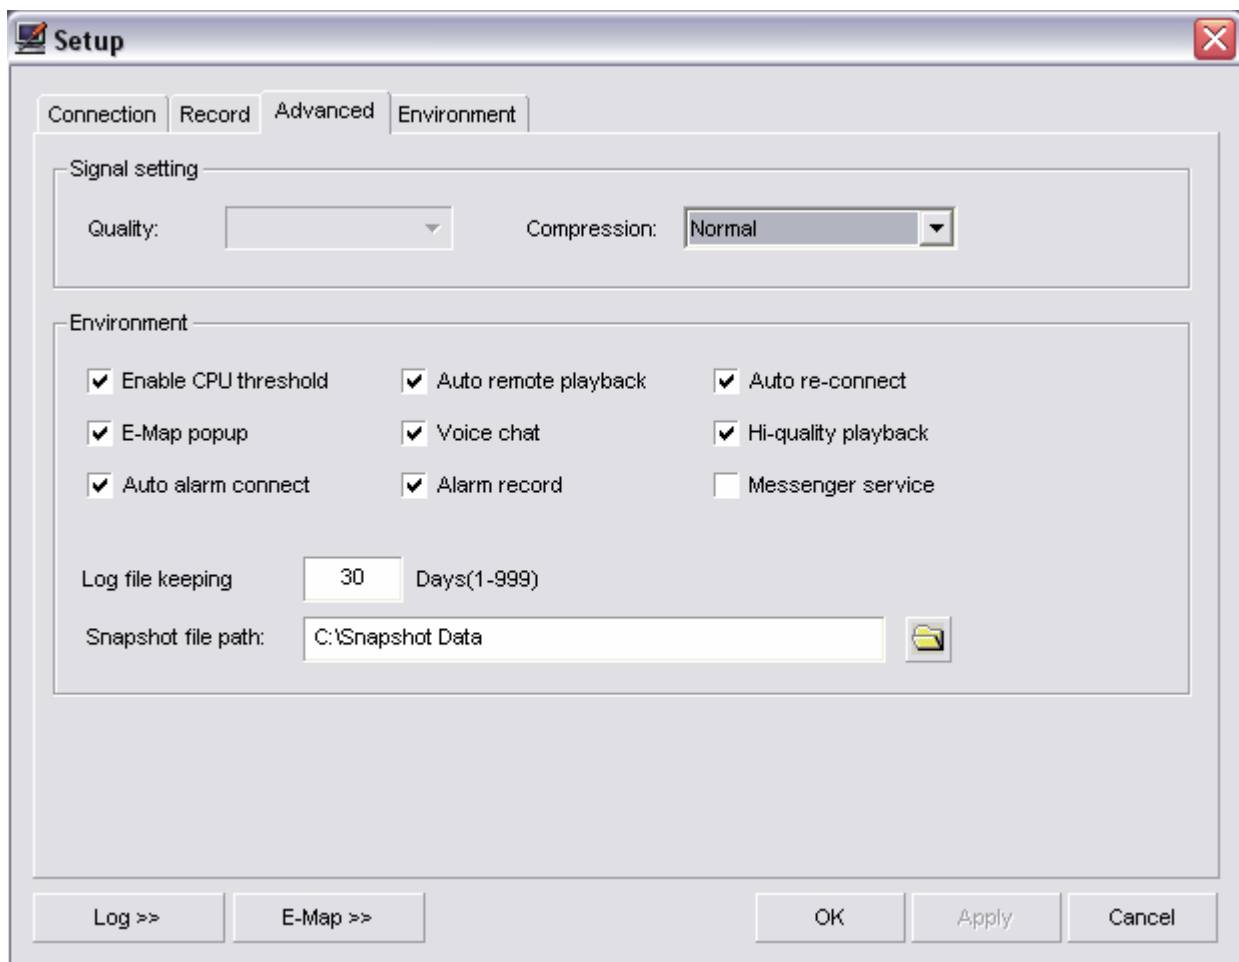 Setup
Connection Record Advanced Environment
Signal setting
Quality: Compression: Normal
Environment
Enable CPU threshold Auto remote playback Auto re-connect
E-Map popup Voice chat Hi-quality playback
Auto alarm connect Alarm record Messenger service
Log file keeping 30 Days(1-999)
Snapshot file path: C:\Snapshot Data
Log >> E-Map >> OK Apply Cancel